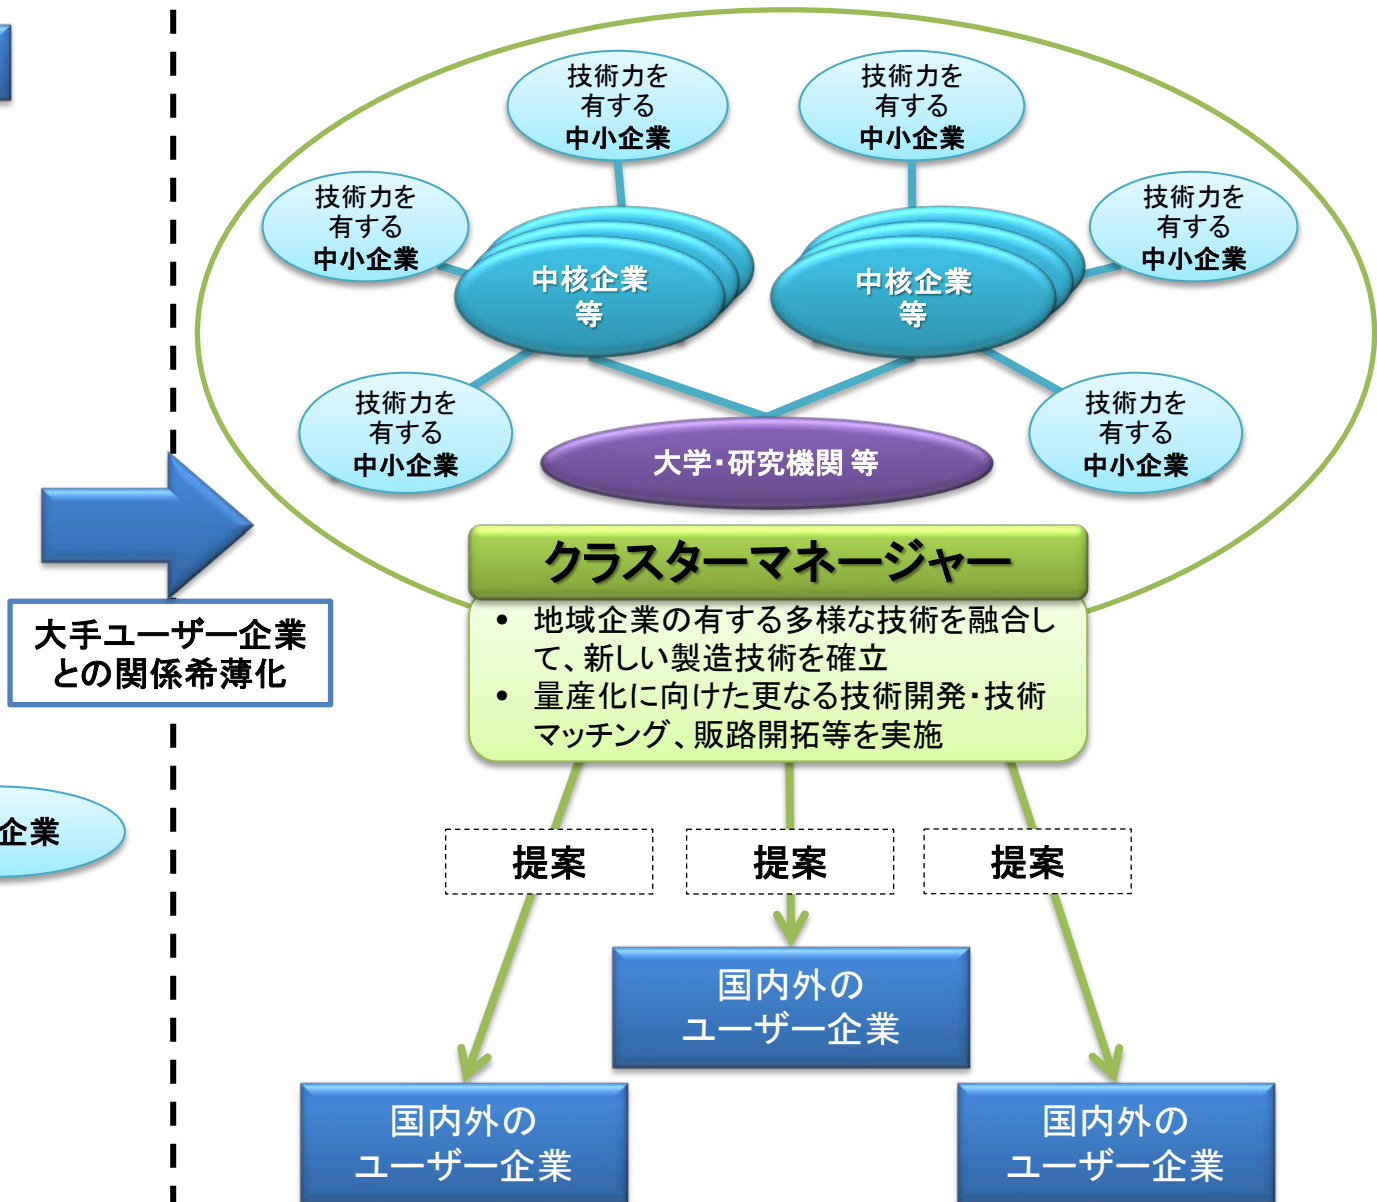 技術力を
有する
中小企業
技術力を
有する
中小企業
技術力を
有する
中小企業
技術力を
有する
中小企業
中核企業
等
中核企業
等
技術力を
有する
中小企業
技術力を
有する
中小企業
大学・研究機関 等
クラスターマネージャー
• 地域企業の有する多様な技術を融合し
て、新しい製造技術を確立
• 量産化に向けた更なる技術開発・技術
マッチング、販路開拓等を実施
大手ユーザー企業
との関係希薄化
企業
提案
提案
提案
国内外の
ユーザー企業
国内外の
ユーザー企業
国内外の
ユーザー企業